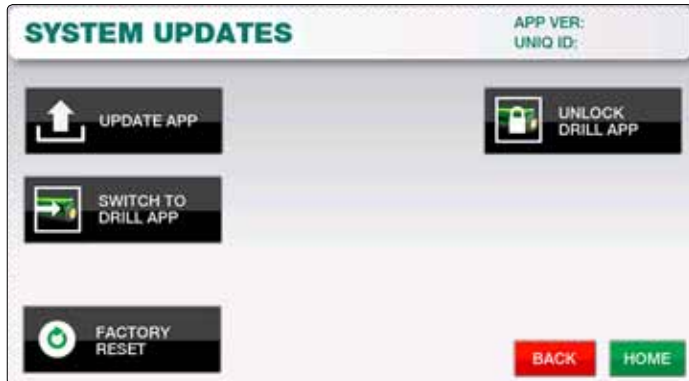 SYSTEM UPDATES
APP VER:
UNIQ ID:
UPDATE APP
UNLOCK
DRILL APP
SWITCH TO
DRILL APP
FACTORY
RESET
BACK
HOME